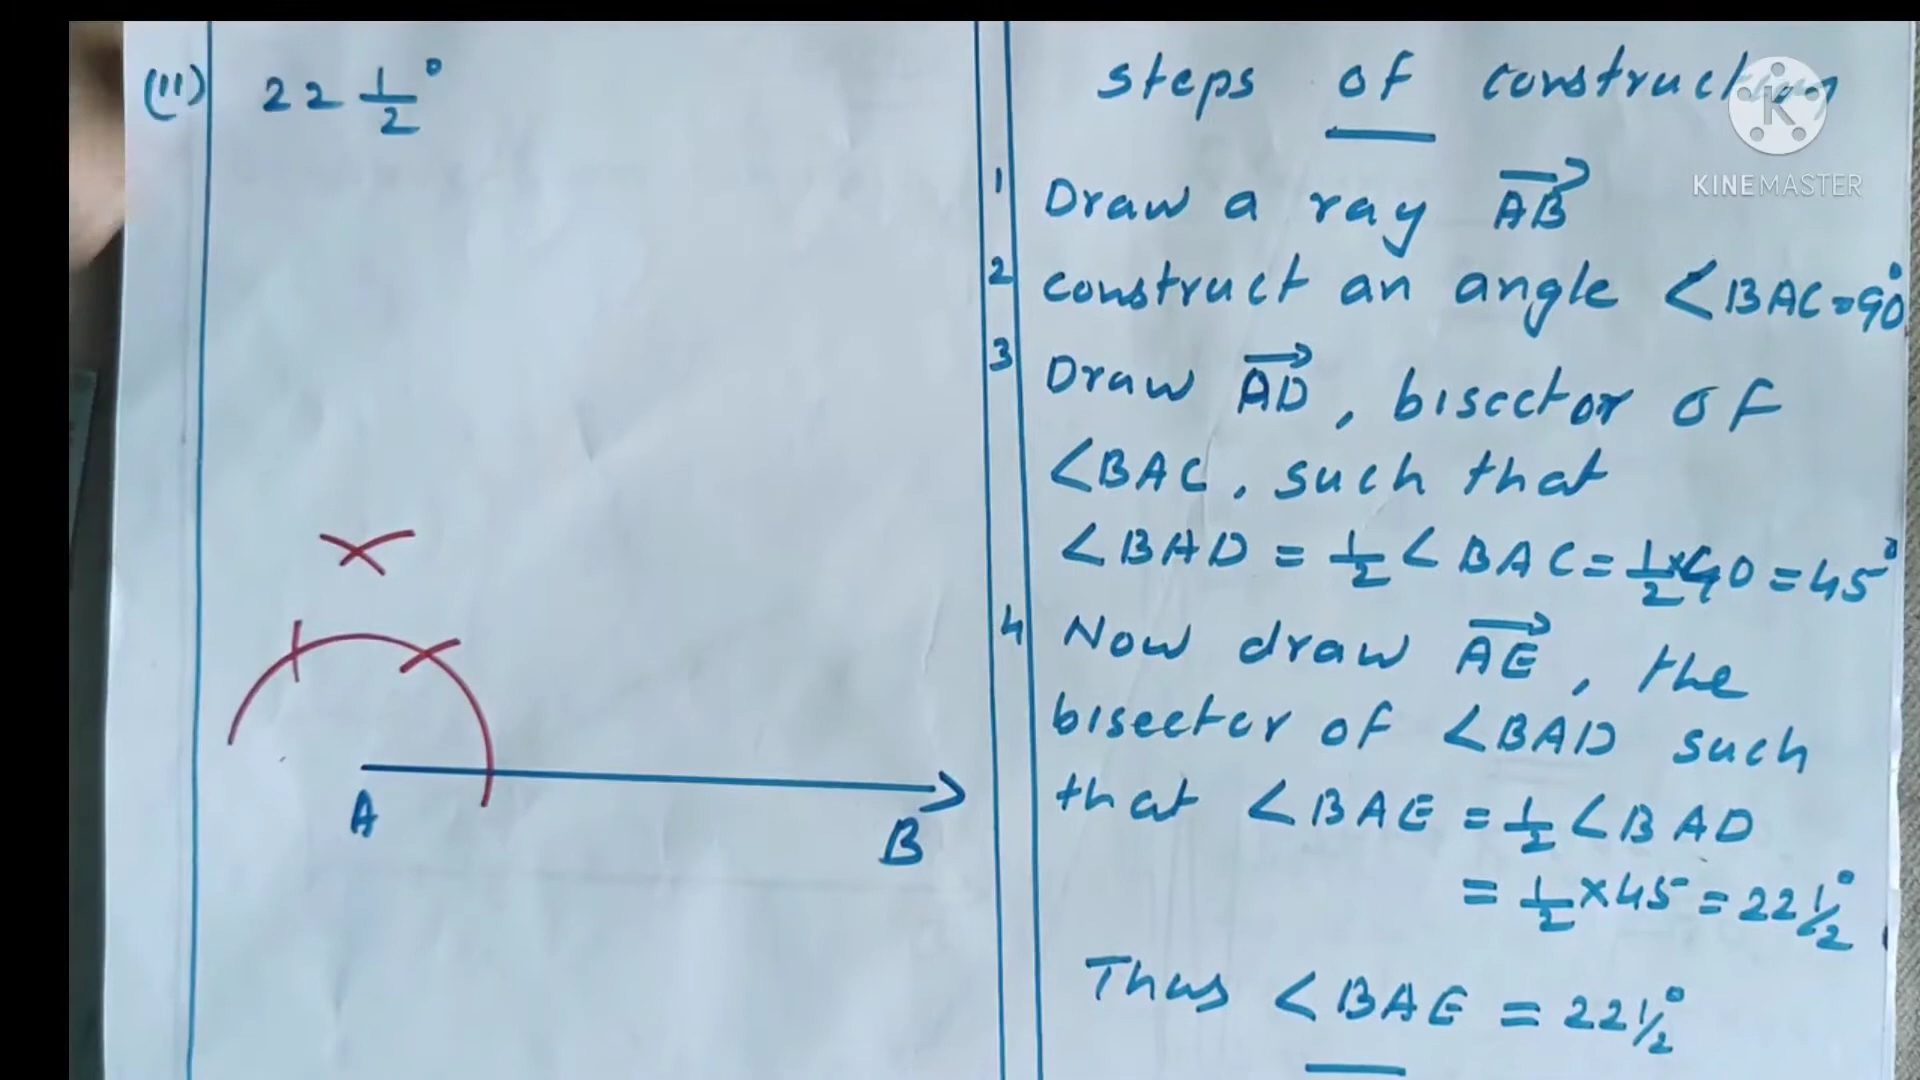 (11) 22 1/2°
A
B
steps of construction
K
KINEMASTER
1 Draw a ray AB
2 construct an angle ∠BAC=90°
3 Draw AD, bisector of
∠BAC, such that
∠BAD = 1/2 ∠BAC = 1/2×90 = 45°
4 Now draw AE, the
bisector of ∠BAD such
that ∠BAE = 1/2 ∠BAD
= 1/2 × 45 = 22 1/2°
Thus ∠BAE = 22 1/2°